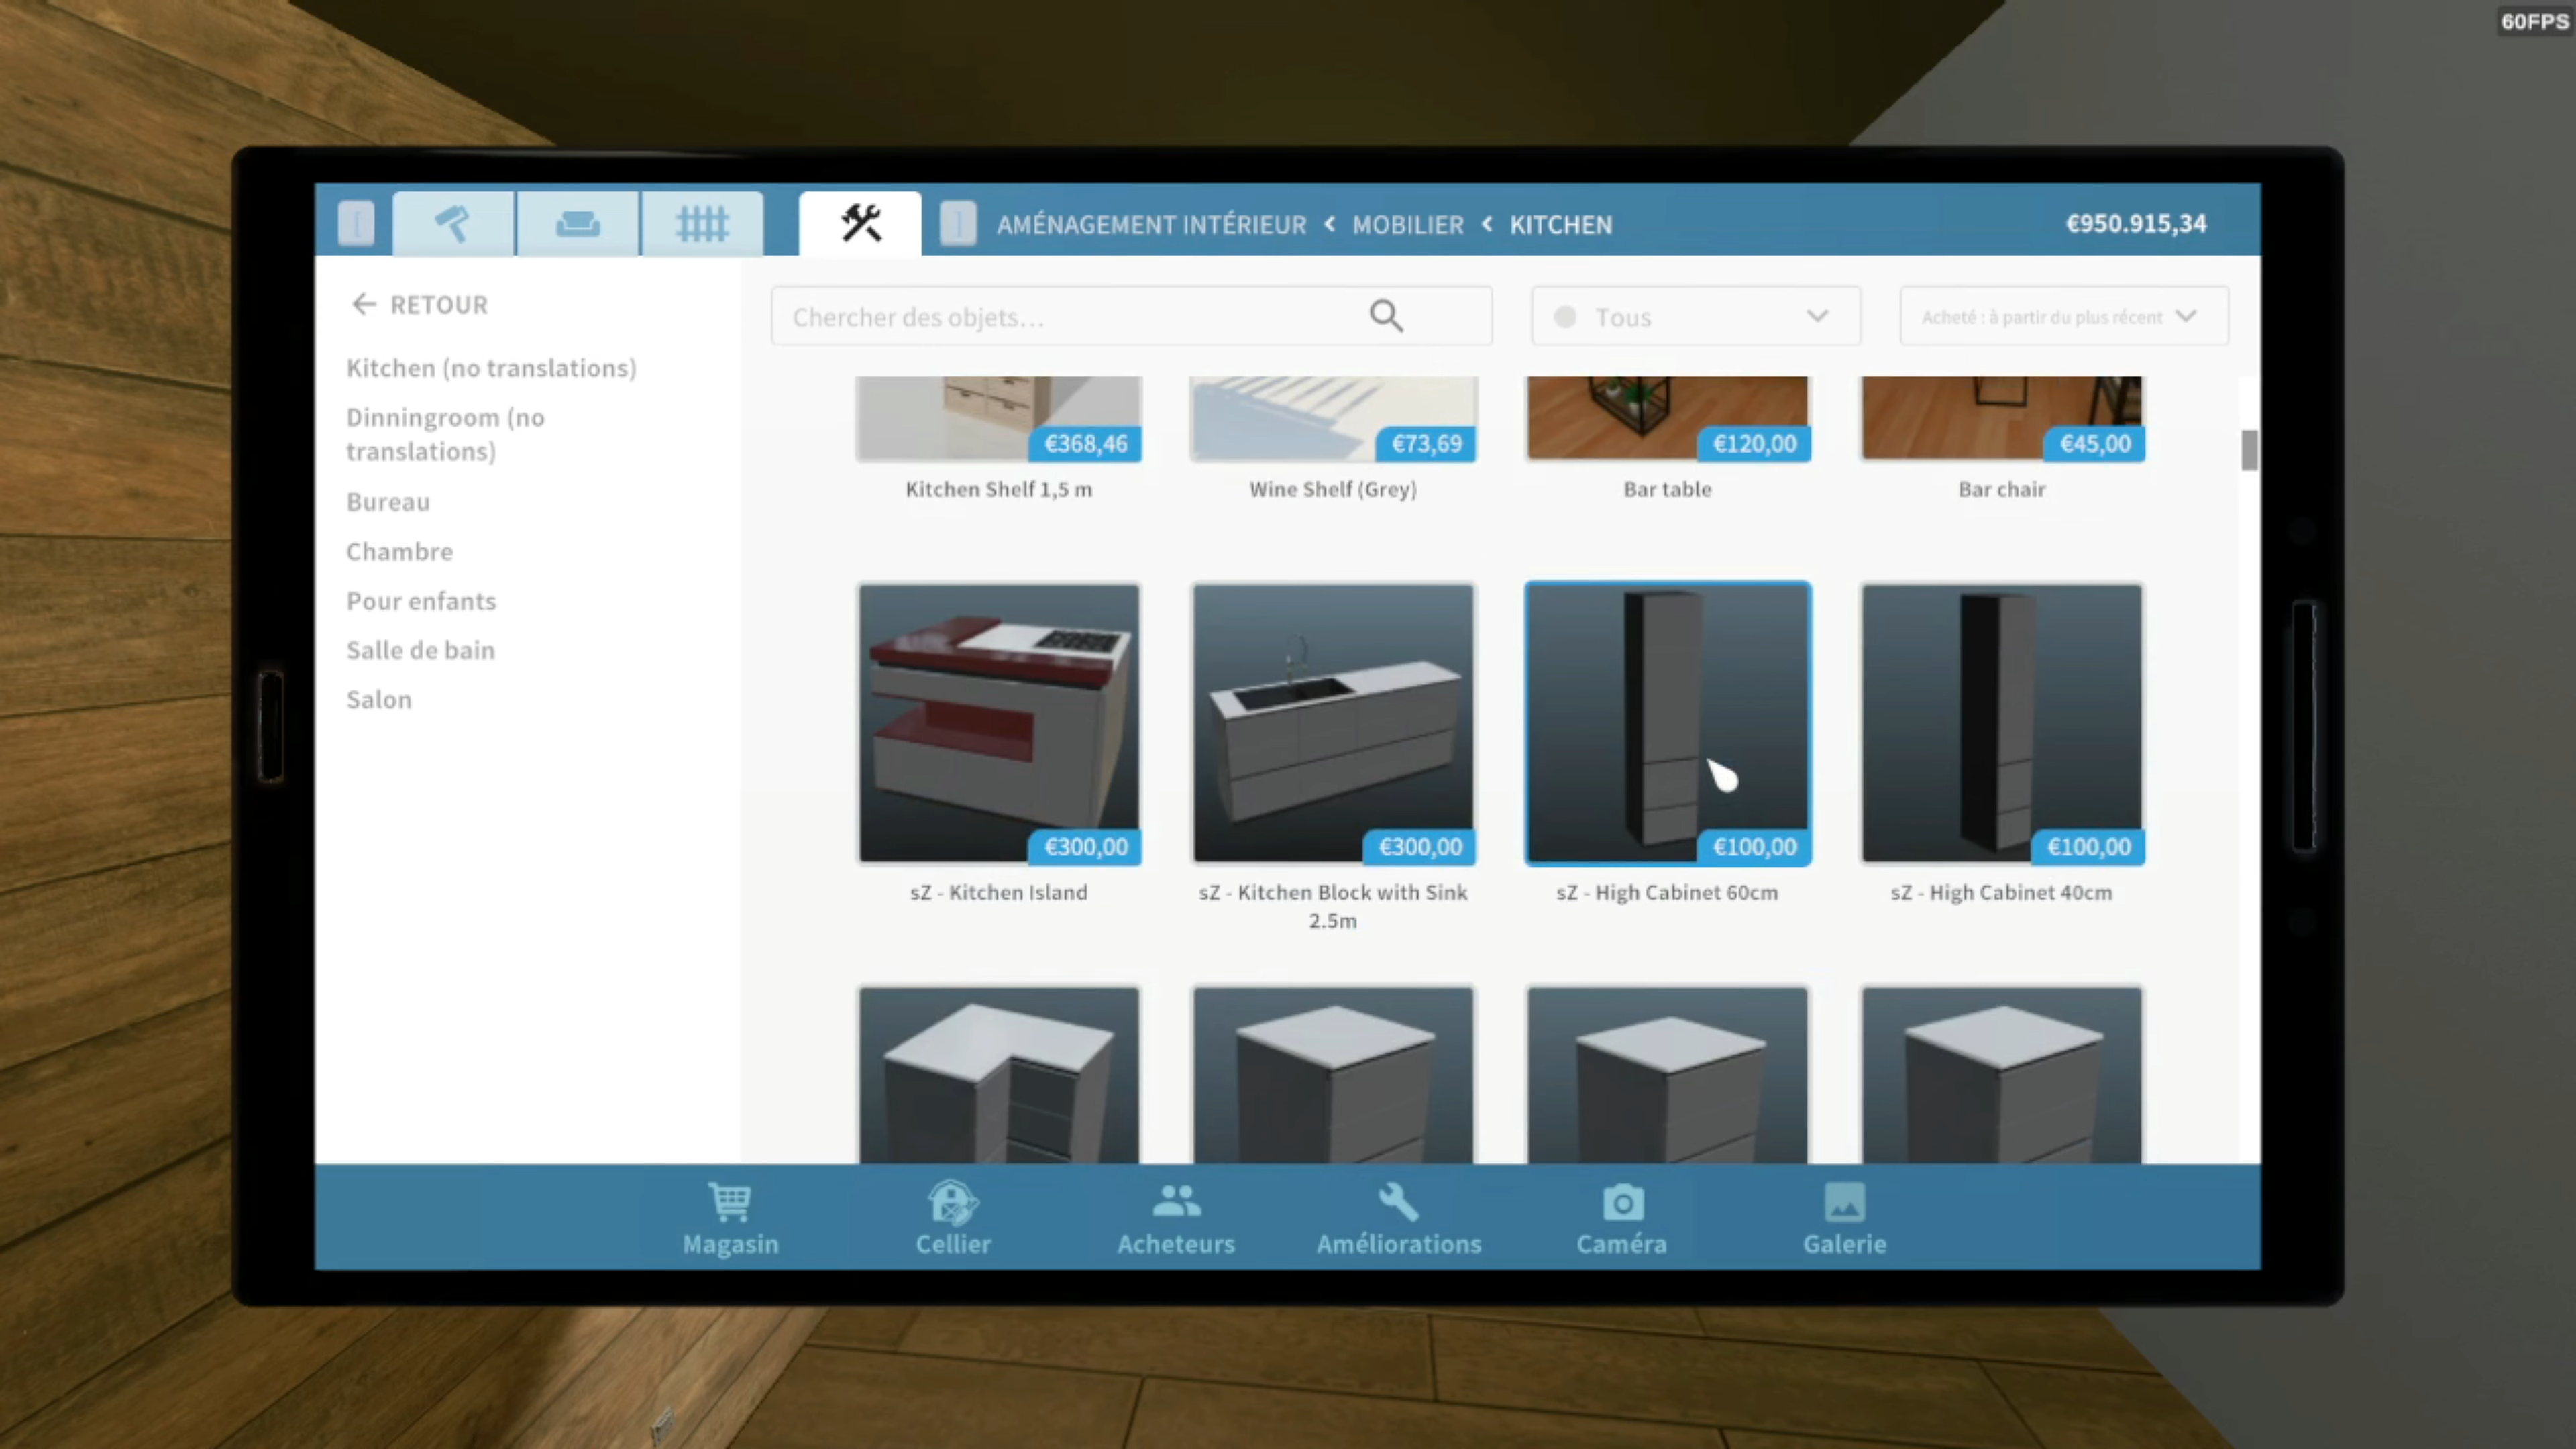 60FPS
[
]
AMÉNAGEMENT INTÉRIEUR < MOBILIER < KITCHEN
€950.915,34
RETOUR
Kitchen (no translations)
Dinningroom (no
translations)
Bureau
Chambre
Pour enfants
Salle de bain
Salon
Chercher des objets...
Tous
Acheté : à partir du plus récent
€368,46
€73,69
€120,00
€45,00
Kitchen Shelf 1,5 m
Wine Shelf (Grey)
Bar table
Bar chair
€300,00
€300,00
€100,00
€100,00
sZ - Kitchen Island
sZ - Kitchen Block with Sink
2.5m
sZ - High Cabinet 60cm
sZ - High Cabinet 40cm
Magasin
Cellier
Acheteurs
Améliorations
Caméra
Galerie